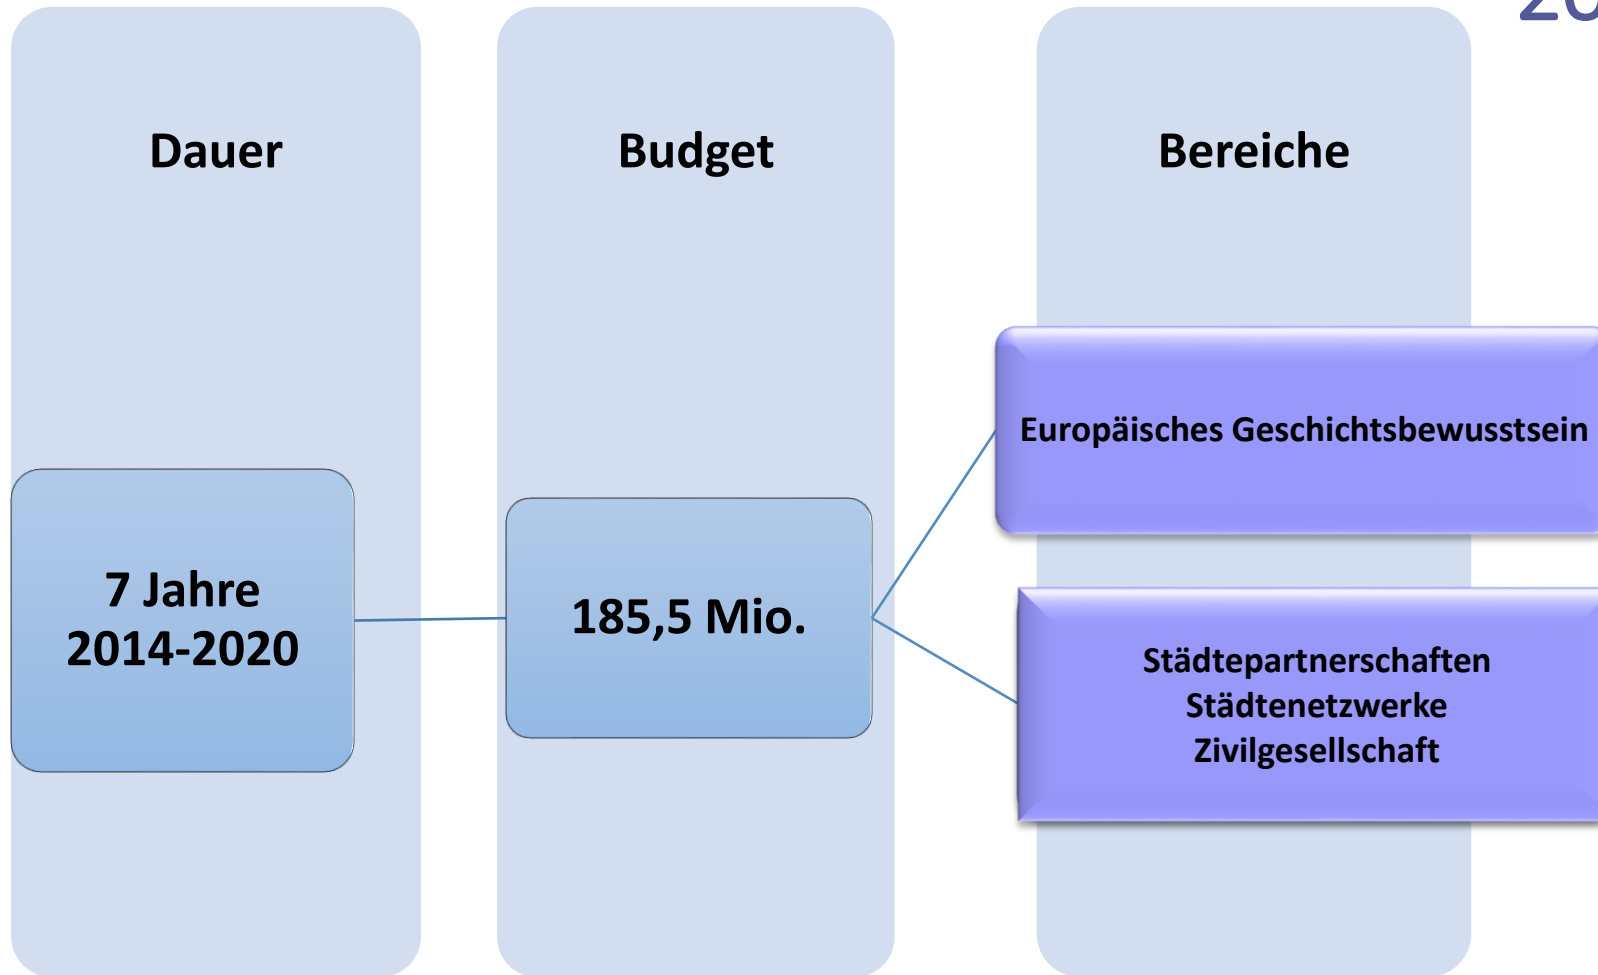 Dauer
Budget
Bereiche
7 Jahre
2014-2020
185,5 Mio.
Europäisches Geschichtsbewusstsein
Städtepartnerschaften
Städtenetzwerke
Zivilgesellschaft